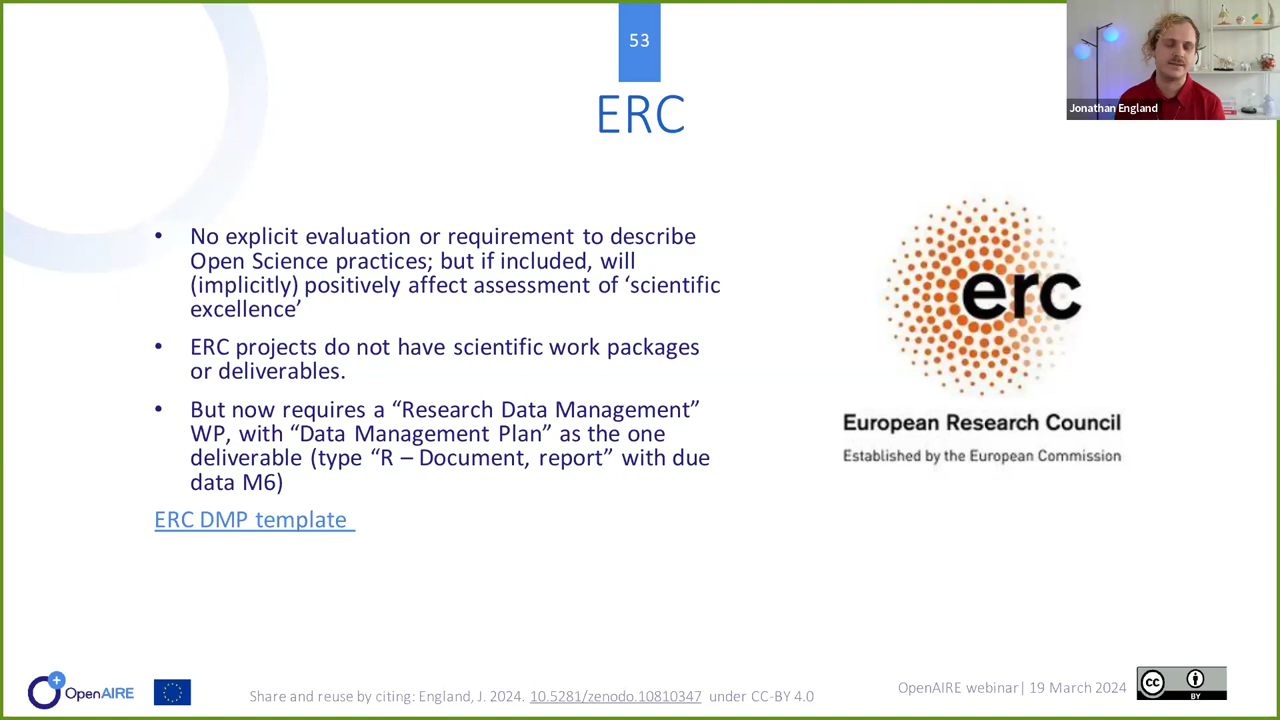 53
Jonathan England
ERC
• No explicit evaluation or requirement to describe
Open Science practices; but if included, will
(implicitly) positively affect assessment of ‘scientific
excellence’
• ERC projects do not have scientific work packages
or deliverables.
• But now requires a “Research Data Management”
WP, with “Data Management Plan” as the one
deliverable (type “R – Document, report” with due
data M6)
ERC DMP template
erc
European Research Council
Established by the European Commission
OpenAIRE
Share and reuse by citing: England, J. 2024. 10.5281/zenodo.10810347 under CC-BY 4.0
OpenAIRE webinar| 19 March 2024
cc
BY